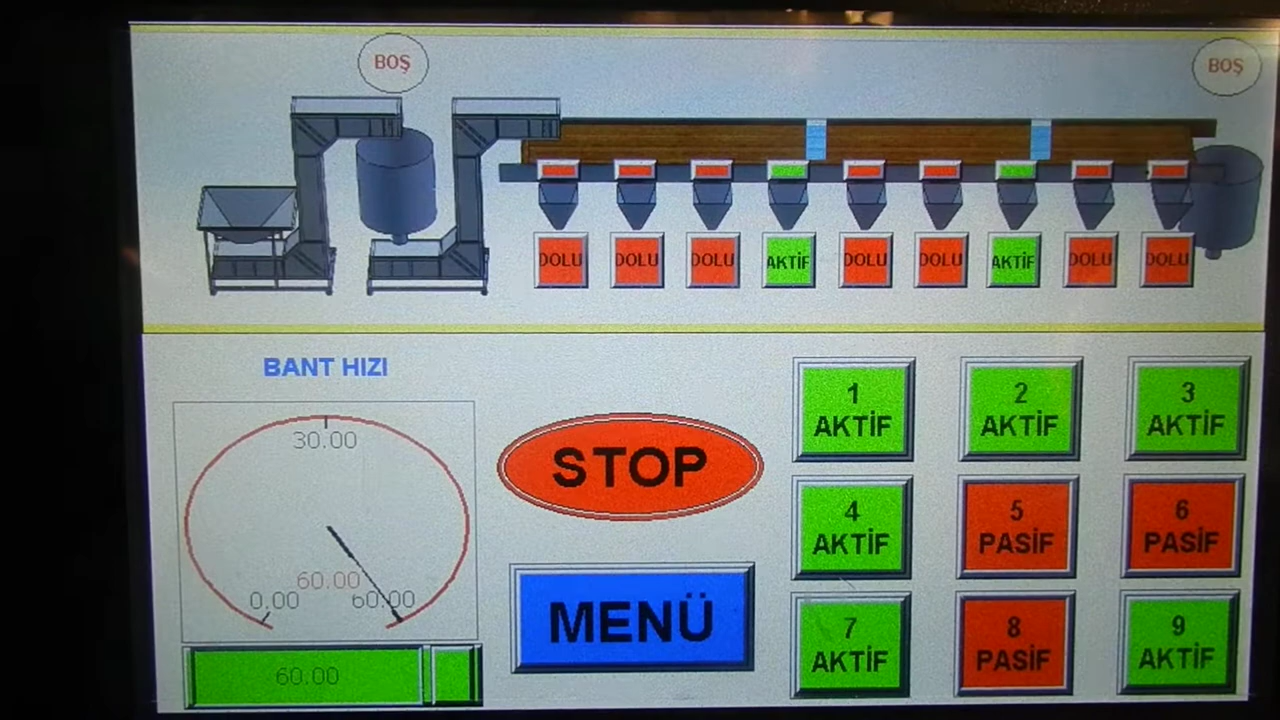 BOŞ
BOŞ
DOLU DOLU DOLU AKTİF DOLU DOLU AKTİF DOLU DOLU
BANT HIZI
30.00
60.00
0.00
60.00
60.00
STOP
MENÜ
1
AKTİF
2
AKTİF
3
AKTİF
4
AKTİF
5
PASİF
6
PASİF
7
AKTİF
8
PASİF
9
AKTİF